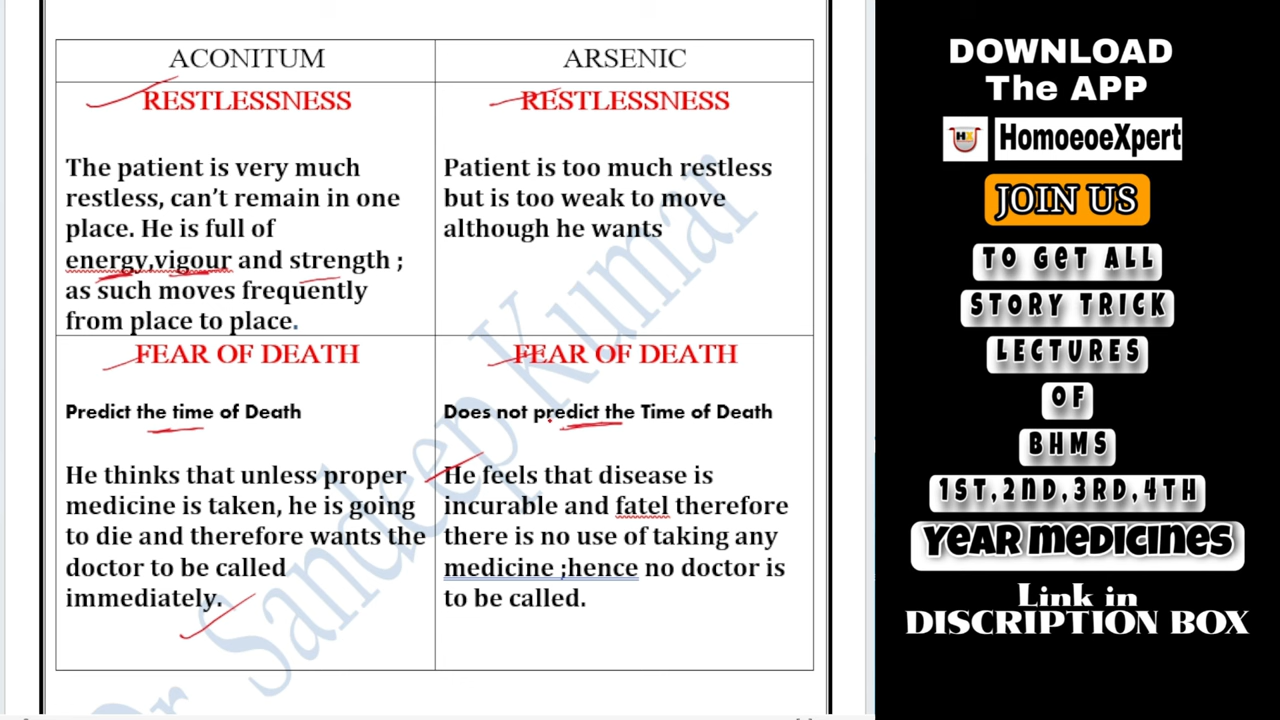 ACONITUM
RESTLESSNESS
The patient is very much
restless, can't remain in one
place. He is full of
energy,vigour and strength ;
as such moves frequently
from place to place.
FEAR OF DEATH
Predict the time of Death
He thinks that unless proper
medicine is taken, he is going
to die and therefore wants the
doctor to be called
immediately.
ARSENIC
RESTLESSNESS
Patient is too much restless
but is too weak to move
although he wants
FEAR OF DEATH
Does not predict the Time of Death
He feels that disease is
incurable and fatel therefore
there is no use of taking any
medicine ;hence no doctor is
to be called.
Dr Sandeep Kumar
DOWNLOAD
The APP
HX HomoeoeXpert
JOIN US
TO GET ALL
STORY TRICK
LECTURES
OF
BHMS
1ST,2ND,3RD,4TH
YEAR MEDICINES
Link in
DISCRIPTION BOX